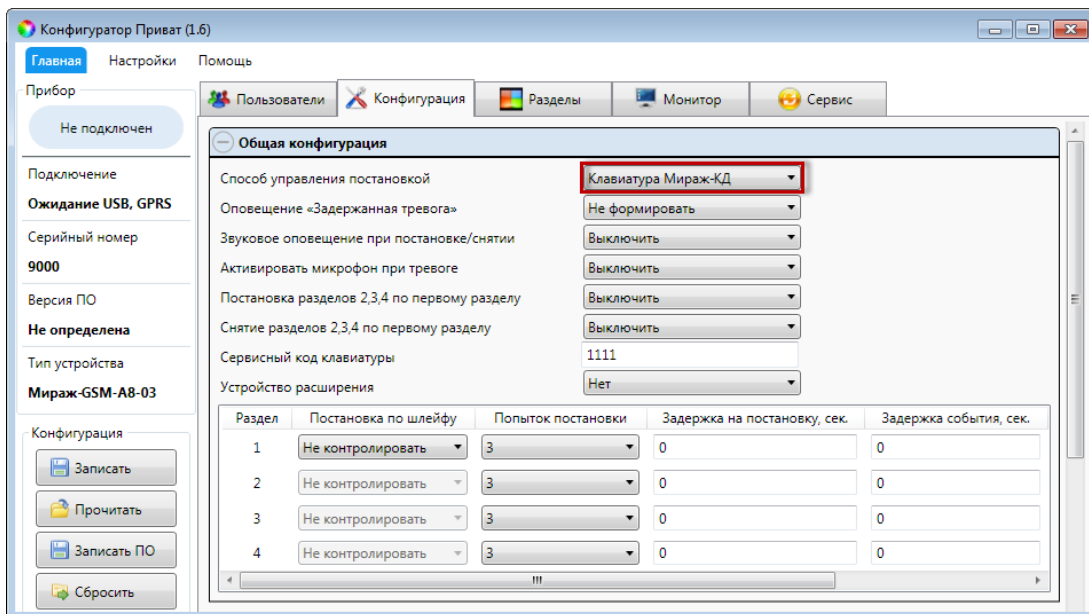 Конфигуратор Приват (1.6)
Главная Настройки Помощь
Прибор
Не подключен
Подключение
Ожидание USB, GPRS
Серийный номер
9000
Версия ПО
Не определена
Тип устройства
Мираж-GSM-A8-03
Конфигурация
Записать
Прочитать
Записать ПО
Сбросить
Пользователи Конфигурация Разделы Монитор Сервис
Общая конфигурация
Способ управления постановкой Клавиатура Мираж-КД
Оповещение «Задержанная тревога» Не формировать
Звуковое оповещение при постановке/снятии Выключить
Активировать микрофон при тревоге Выключить
Постановка разделов 2,3,4 по первому разделу Выключить
Снятие разделов 2,3,4 по первому разделу Выключить
Сервисный код клавиатуры 1111
Устройство расширения Нет
Раздел Постановка по шлейфу Попыток постановки Задержка на постановку, сек. Задержка события, сек.
1 Не контролировать 3 0 0
2 Не контролировать 3 0 0
3 Не контролировать 3 0 0
4 Не контролировать 3 0 0